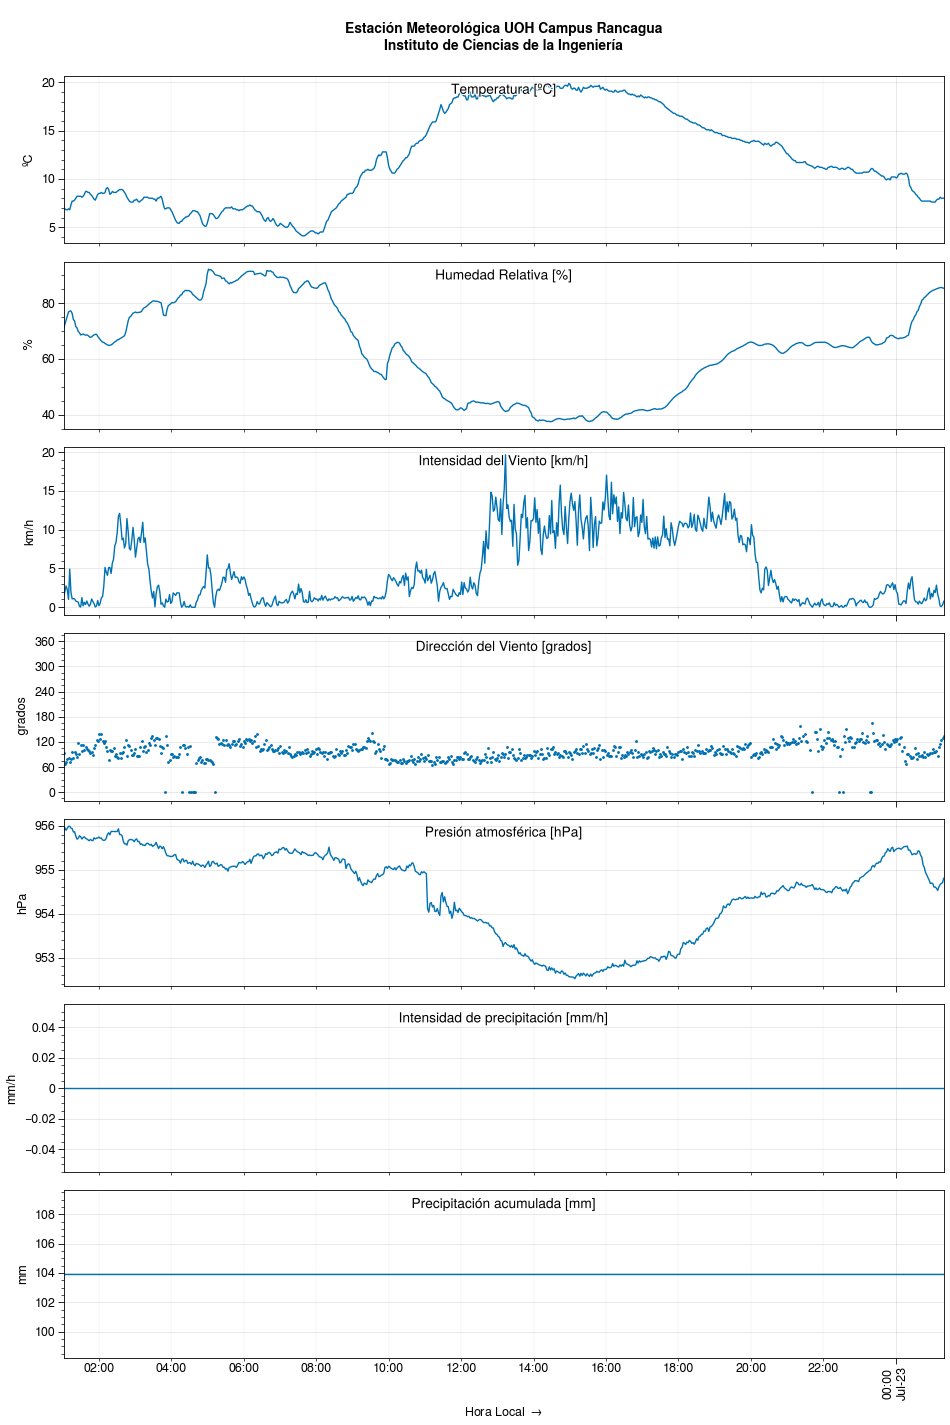 Estación Meteorológica UOH Campus Rancagua
Instituto de Ciencias de la Ingeniería
Temperatura [ºC]
20
15
10
5
ºC
Humedad Relativa [%]
80
60
40
%
Intensidad del Viento [km/h]
20
15
10
5
0
km/h
Dirección del Viento [grados]
360
300
240
180
120
60
0
grados
Presión atmosférica [hPa]
956
955
954
953
hPa
Intensidad de precipitación [mm/h]
0.04
0.02
0
−0.02
−0.04
mm/h
Precipitación acumulada [mm]
108
106
104
102
100
mm
02:00 04:00 06:00 08:00 10:00 12:00 14:00 16:00 18:00 20:00 22:00 00:00
Jul-23
Hora Local →